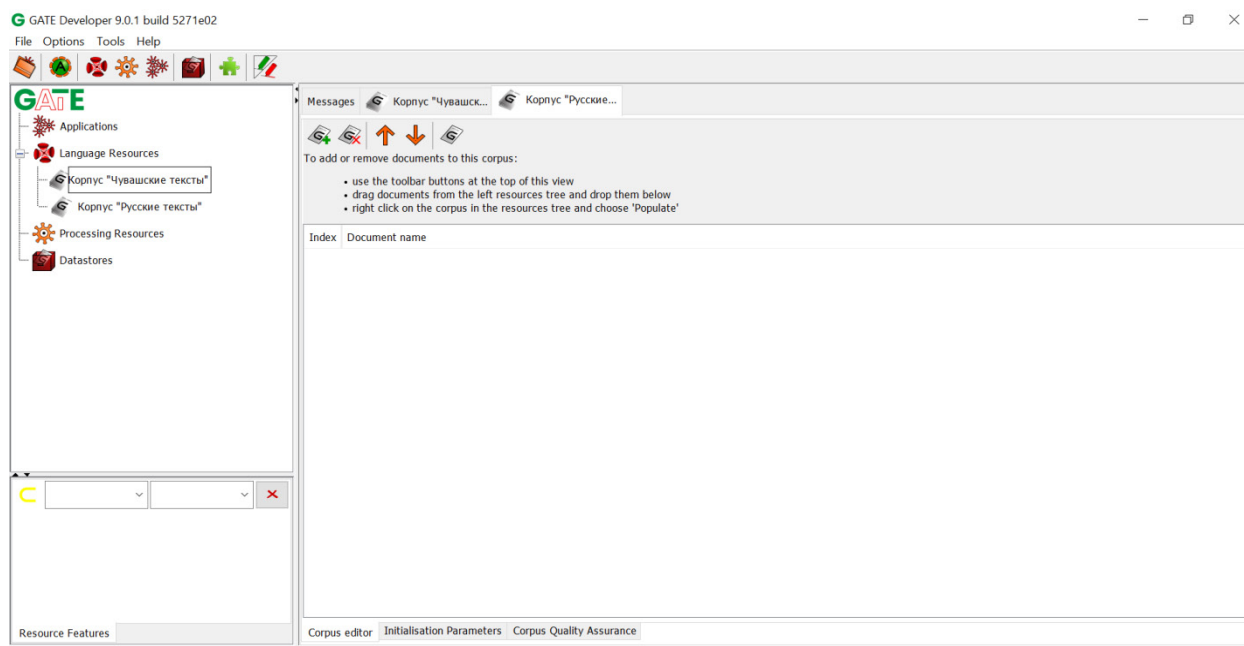 GATE Developer 9.0.1 build 5271e02
File Options Tools Help
GATE
Applications
Language Resources
Корпус "Чувашские тексты"
Корпус "Русские тексты"
Processing Resources
Datastores
Resource Features
Messages Корпус "Чувашск... Корпус "Русские...
To add or remove documents to this corpus:
• use the toolbar buttons at the top of this view
• drag documents from the left resources tree and drop them below
• right click on the corpus in the resources tree and choose 'Populate'
Index Document name
Corpus editor Initialisation Parameters Corpus Quality Assurance